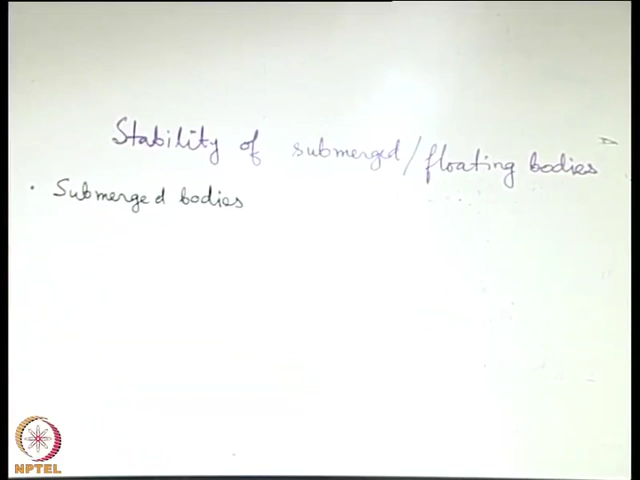 Stability of submerged/floating bodies
· Submerged bodies
NPTEL